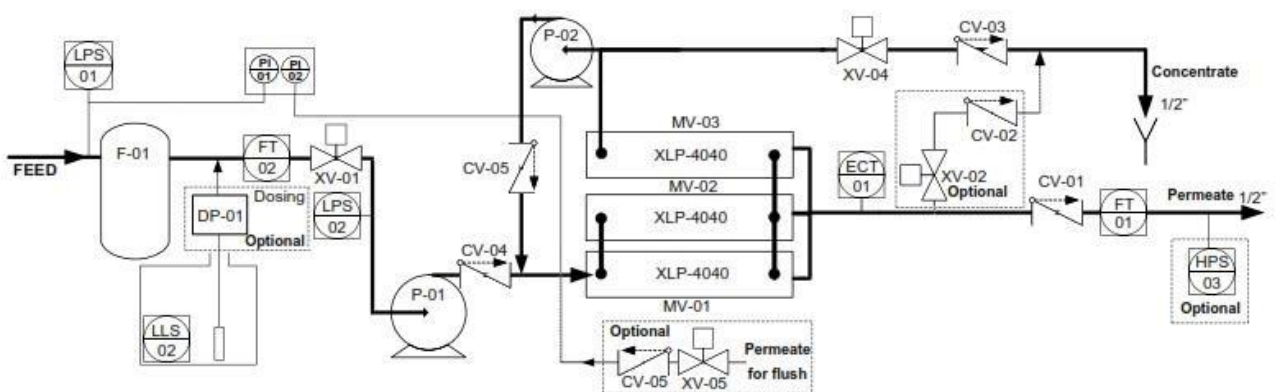 LPS
01
PI
01
PI
02
P-02
CV-03
XV-04
Concentrate
1/2"
FEED
F-01
FT
02
XV-01
CV-05
MV-03
XLP-4040
MV-02
XLP-4040
XLP-4040
MV-01
ECT
01
CV-02
XV-02
Optional
CV-01
FT
01
Permeate 1/2"
Dosing
DP-01
Optional
LPS
02
CV-04
P-01
HPS
03
Optional
LLS
02
Optional
CV-05
XV-05
Permeate
for flush